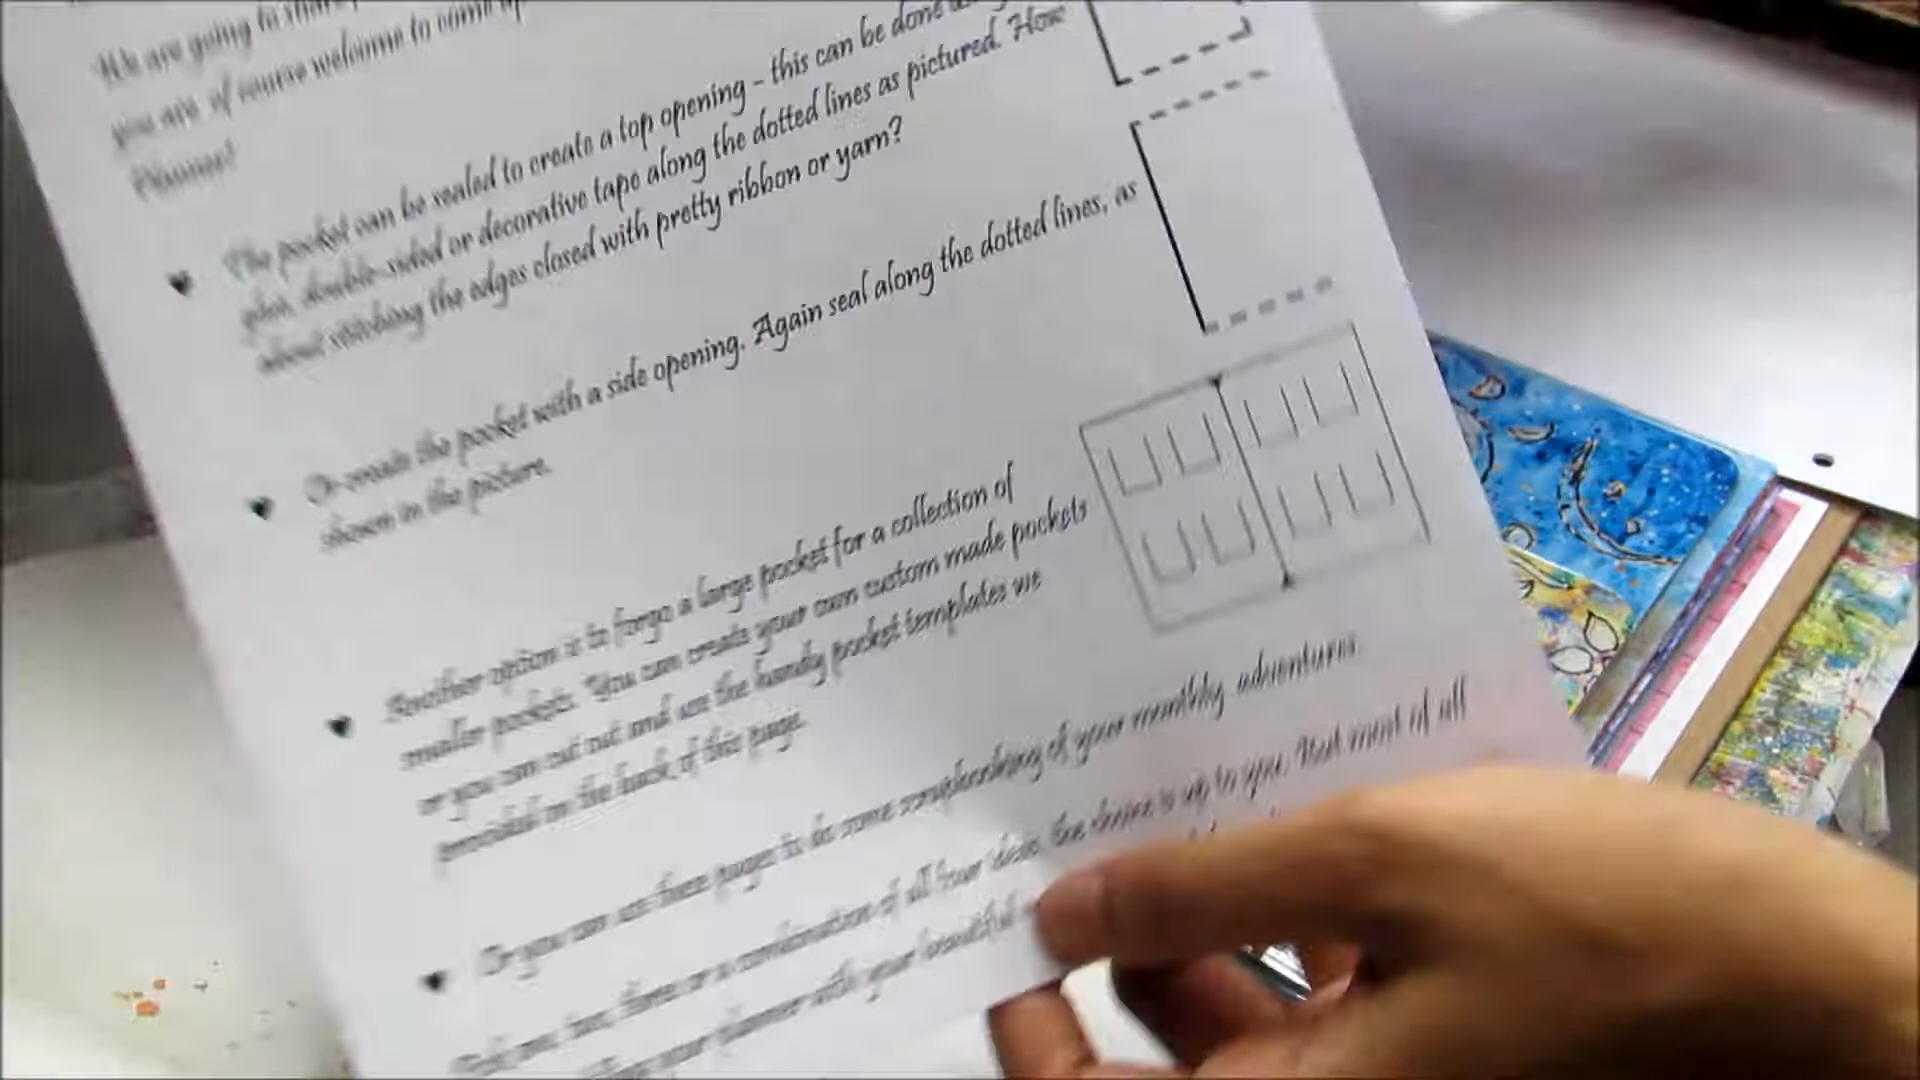 We are going to share
you are of course welcome to come up
Planner!
The pocket can be sealed to create a top opening - this can be done using
glue, double-sided or decorative tape along the dotted lines as pictured. How
about stitching the edges closed with pretty ribbon or yarn?
Or create the pocket with a side opening. Again seal along the dotted lines, as
shown in the picture.
Another option is to forgo a large pocket for a collection of
smaller pockets. You can create your own custom made pockets
or you can cut out and use the handy pocket templates we
provided on the back of this page.
Or you can use these pages to do some scrapbooking of your monthly adventures.
Pick one, two, three or a combination of all four ideas, the choice is up to you. But most of all
your planner with your beautiful